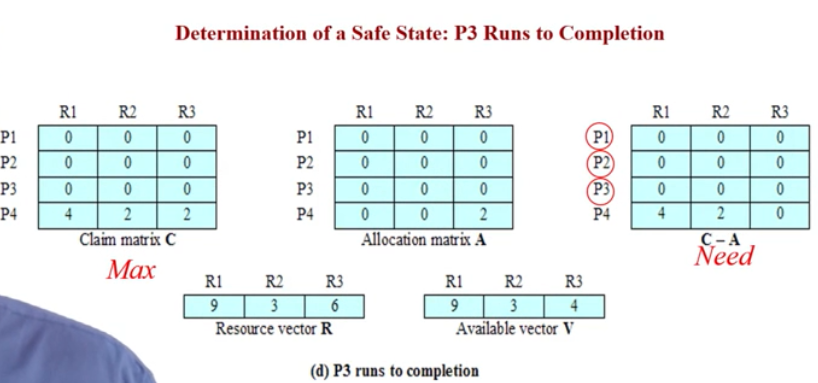 Determination of a Safe State: P3 Runs to Completion
R1 R2 R3
P1 0 0 0
P2 0 0 0
P3 0 0 0
P4 4 2 2
Claim matrix C
Max
R1 R2 R3
P1 0 0 0
P2 0 0 0
P3 0 0 0
P4 0 0 2
Allocation matrix A
R1 R2 R3
P1 0 0 0
P2 0 0 0
P3 0 0 0
P4 4 2 0
C – A
Need
R1 R2 R3
9 3 6
Resource vector R
R1 R2 R3
9 3 4
Available vector V
(d) P3 runs to completion